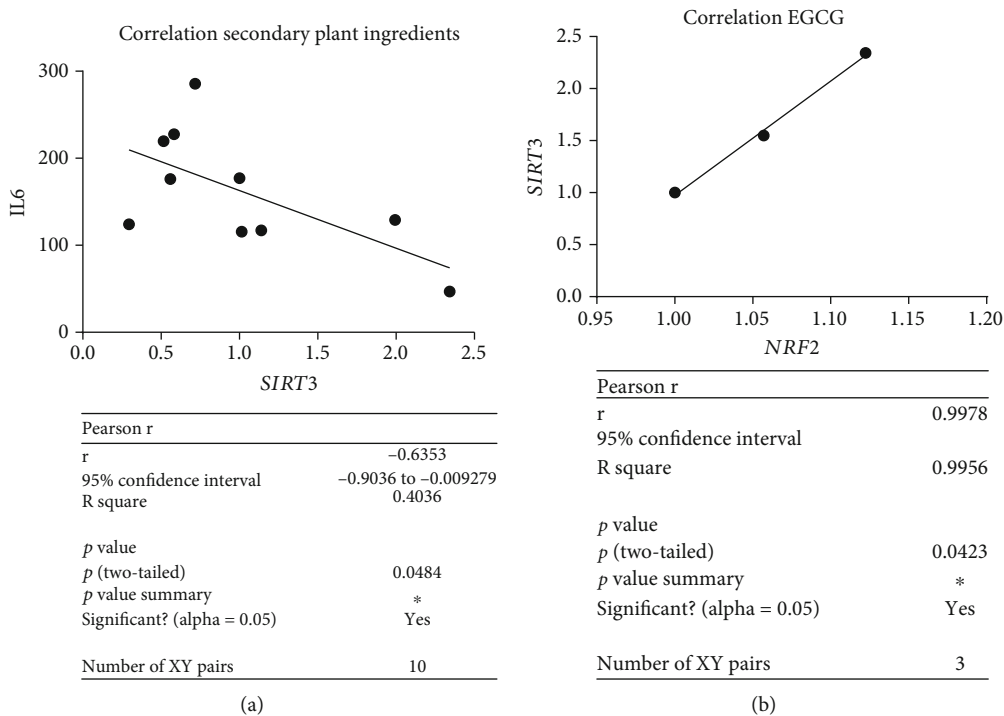 Correlation secondary plant ingredients
300
200
100
0
IL6
0.0 0.5 1.0 1.5 2.0 2.5
SIRT3
Pearson r
r –0.6353
95% confidence interval –0.9036 to –0.009279
R square 0.4036
p value
p (two-tailed) 0.0484
p value summary *
Significant? (alpha = 0.05) Yes
Number of XY pairs 10
(a)
Correlation EGCG
2.5
2.0
1.5
1.0
0.5
0.0
SIRT3
0.95 1.00 1.05 1.10 1.15 1.20
NRF2
Pearson r
r 0.9978
95% confidence interval
R square 0.9956
p value
p (two-tailed) 0.0423
p value summary *
Significant? (alpha = 0.05) Yes
Number of XY pairs 3
(b)